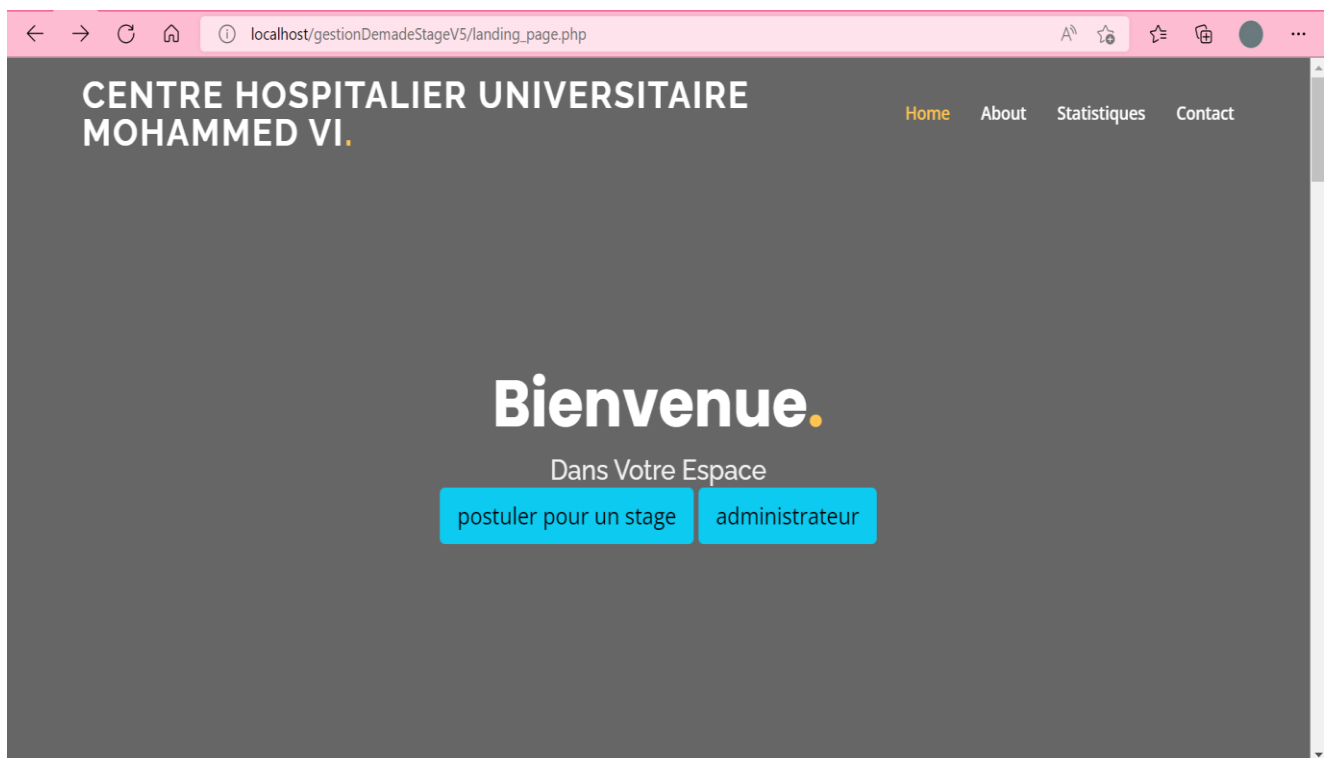 localhost/gestionDemadeStageV5/landing_page.php
CENTRE HOSPITALIER UNIVERSITAIRE
MOHAMMED VI.
Home About Statistiques Contact
Bienvenue.
Dans Votre Espace
postuler pour un stage administrateur